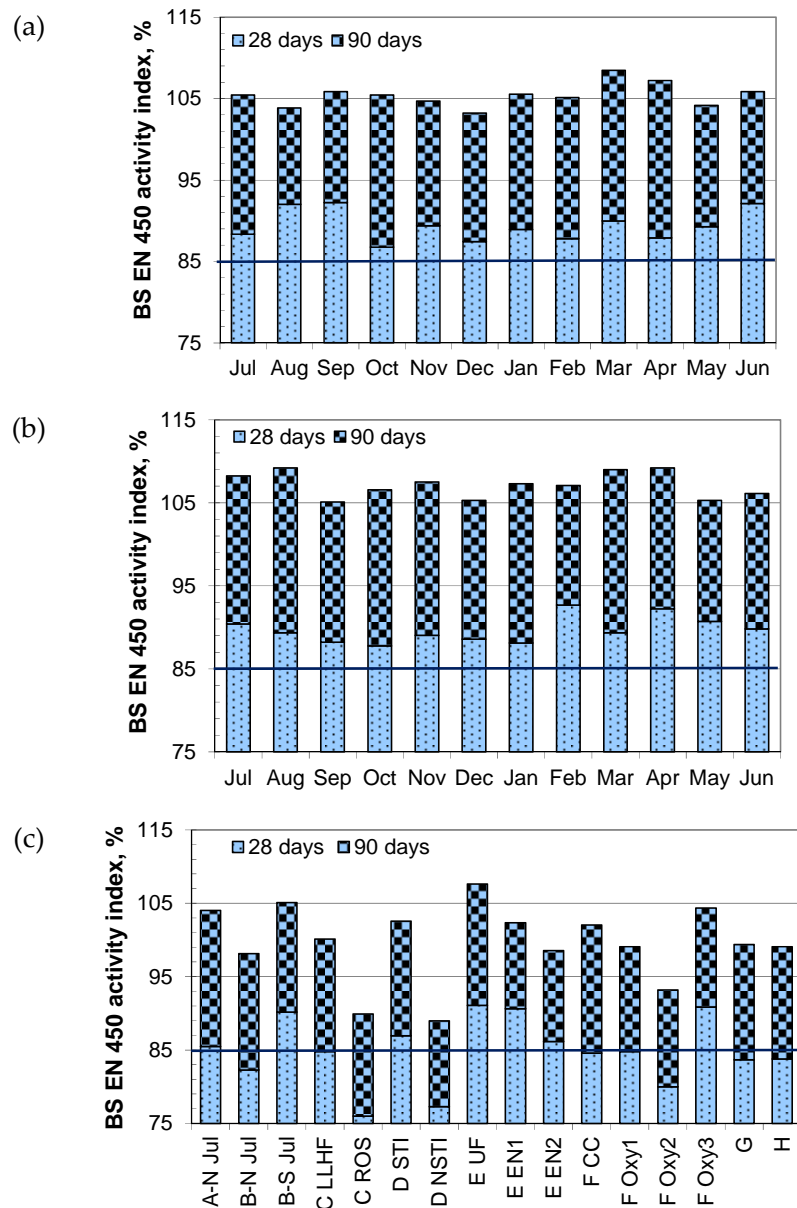 (a)
BS EN 450 activity index, %
115
105
95
85
75
28 days 90 days
Jul Aug Sep Oct Nov Dec Jan Feb Mar Apr May Jun
(b)
BS EN 450 activity index, %
115
105
95
85
75
28 days 90 days
Jul Aug Sep Oct Nov Dec Jan Feb Mar Apr May Jun
(c)
BS EN 450 activity index, %
115
105
95
85
75
28 days 90 days
A-N Jul
B-N Jul
B-S Jul
C LLHF
C ROS
D STI
D NSTI
E UF
E EN1
E EN2
F CC
F Oxy1
F Oxy2
F Oxy3
G
H